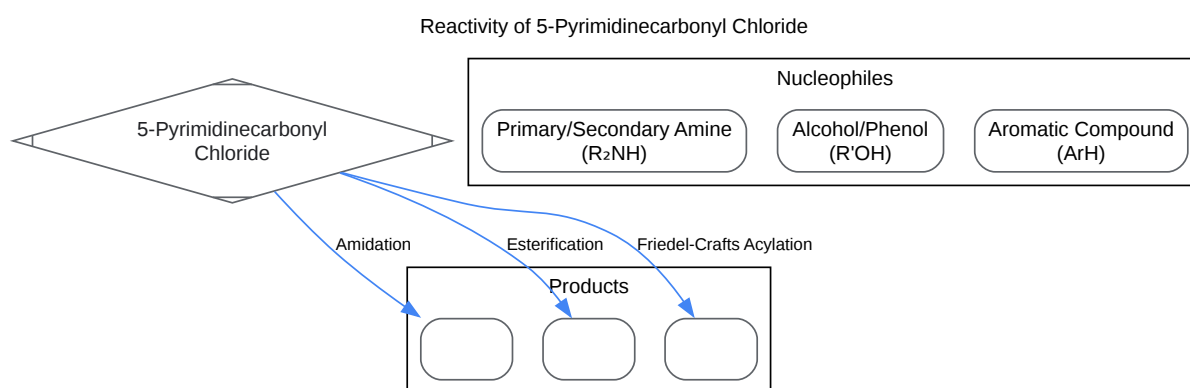 Reactivity of 5-Pyrimidinecarbonyl Chloride
Nucleophiles
5-Pyrimidinecarbonyl
Chloride
Primary/Secondary Amine
(R₂NH)
Alcohol/Phenol
(R'OH)
Aromatic Compound
(ArH)
Amidation
Esterification
Friedel-Crafts Acylation
Products